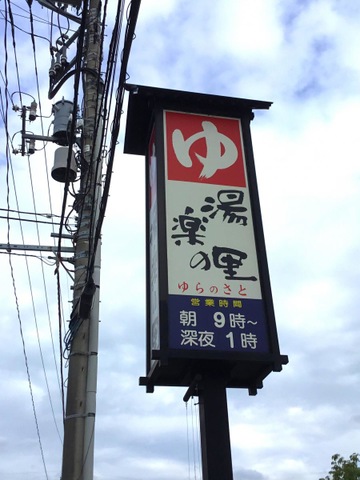 ゆ
湯楽の里
ゆらのさと
営業時間
朝 9時〜
深夜 1時